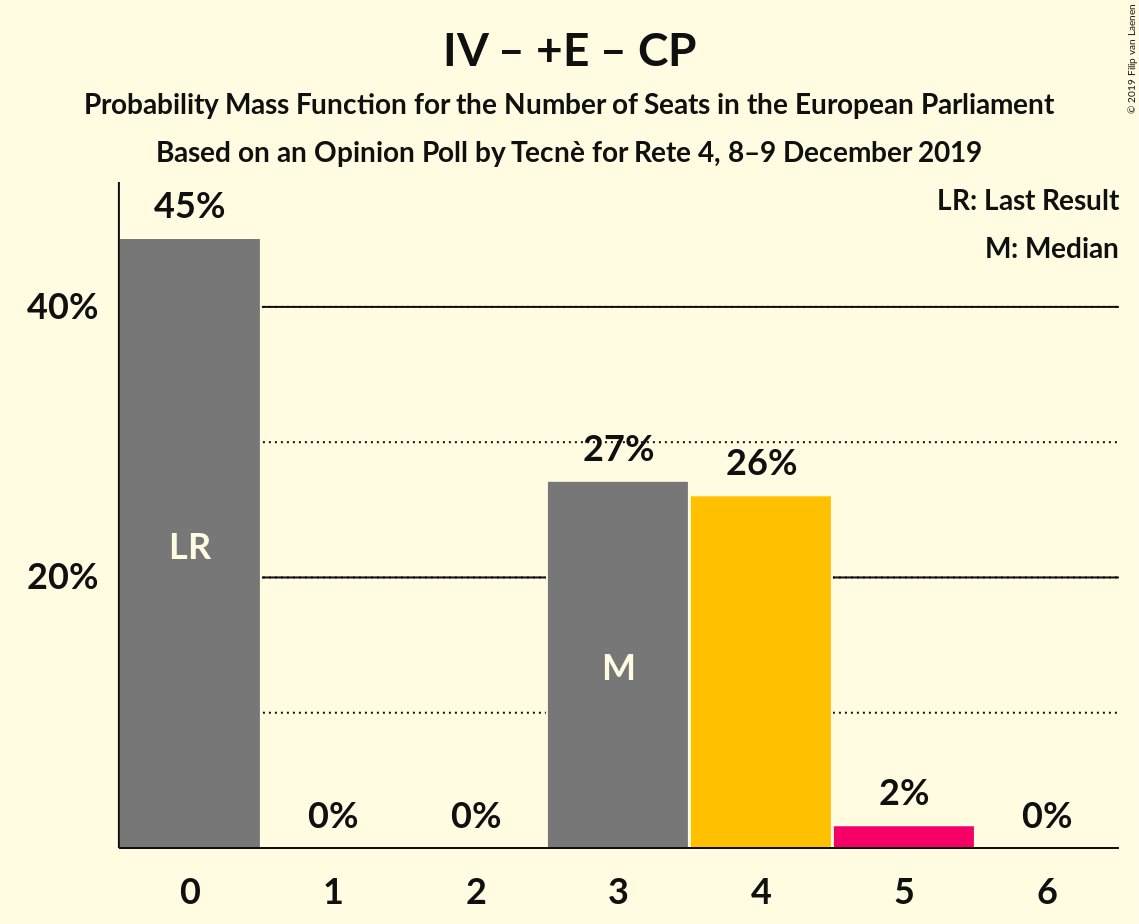 IV – +E – CP
Probability Mass Function for the Number of Seats in the European Parliament
Based on an Opinion Poll by Tecnè for Rete 4, 8–9 December 2019
© 2019 Filip van Laenen
LR: Last Result
M: Median
45%
40%
27%
26%
LR
20%
M
2%
0%
0%
0%
0
1
2
3
4
5
6